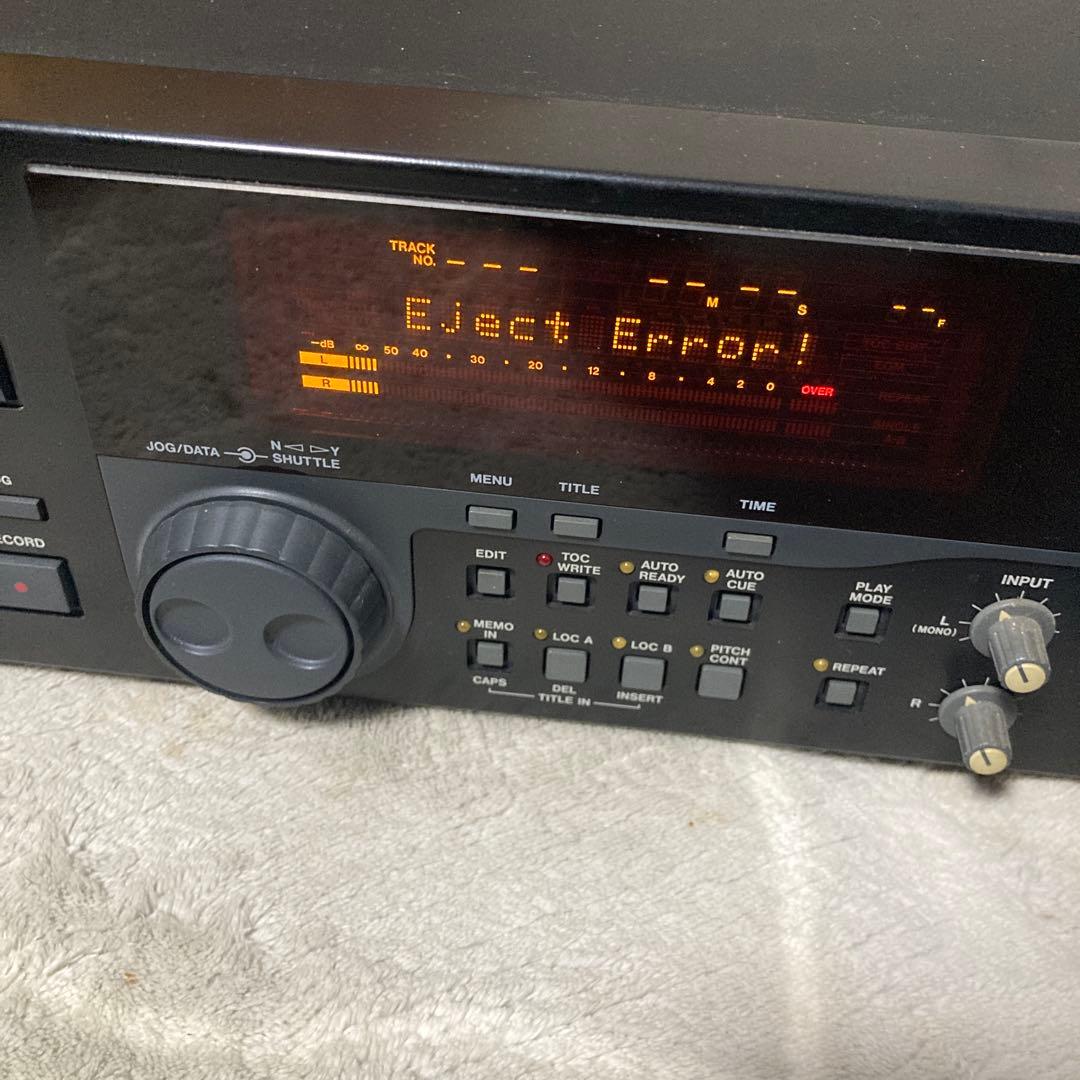 TRACK
NO. --- --M --S --F
Eject Error!
-dB ∞ 50 40 · 30 · 20 · 12 · 8 · 4 2 0 OVER
L
R
JOG/DATA N ◁ ▷ Y
SHUTTLE
MENU TITLE TIME
EDIT TOC WRITE AUTO READY AUTO CUE PLAY MODE INPUT
L
(MONO)
MEMO IN LOC A LOC B PITCH CONT REPEAT
R
CAPS DEL INSERT
TITLE IN
ECORD